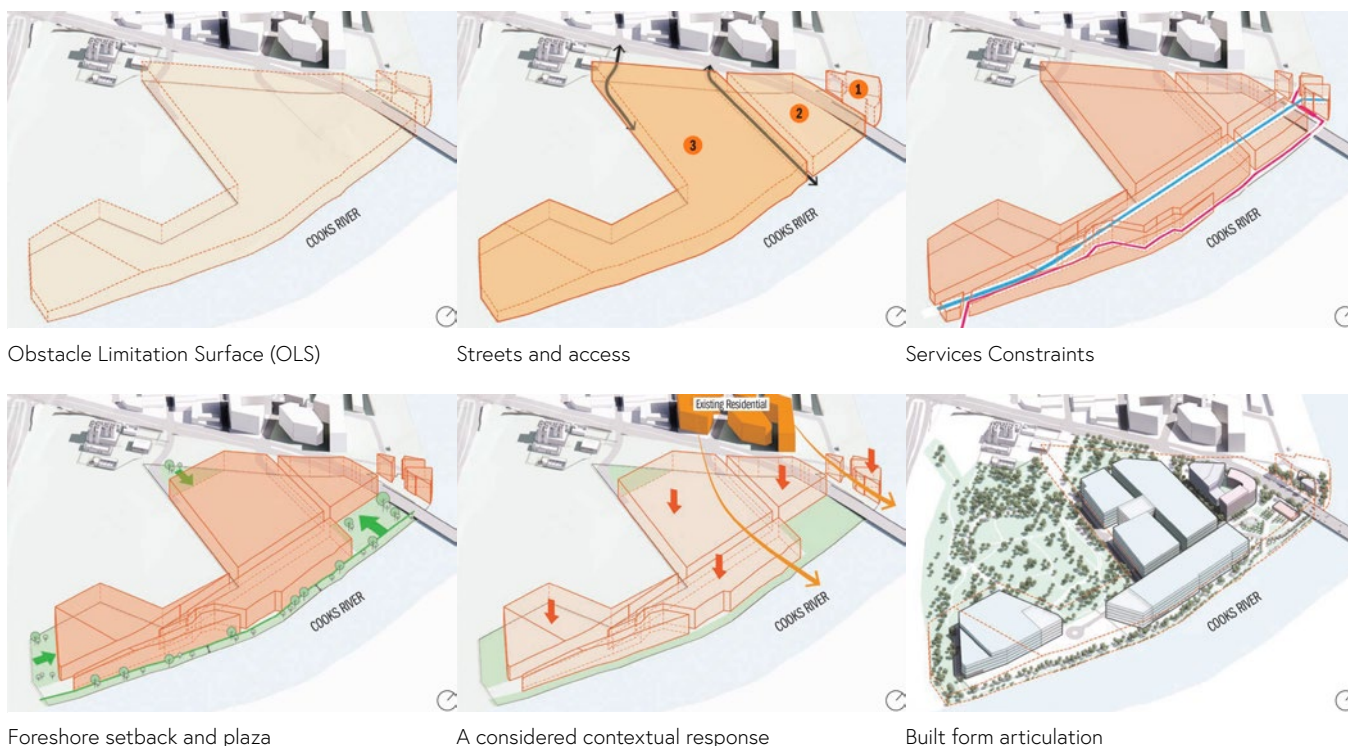 COOKS RIVER
Obstacle Limitation Surface (OLS)
1
2
3
COOKS RIVER
Streets and access
COOKS RIVER
Services Constraints
COOKS RIVER
Foreshore setback and plaza
Existing Residential
COOKS RIVER
A considered contextual response
COOKS RIVER
Built form articulation